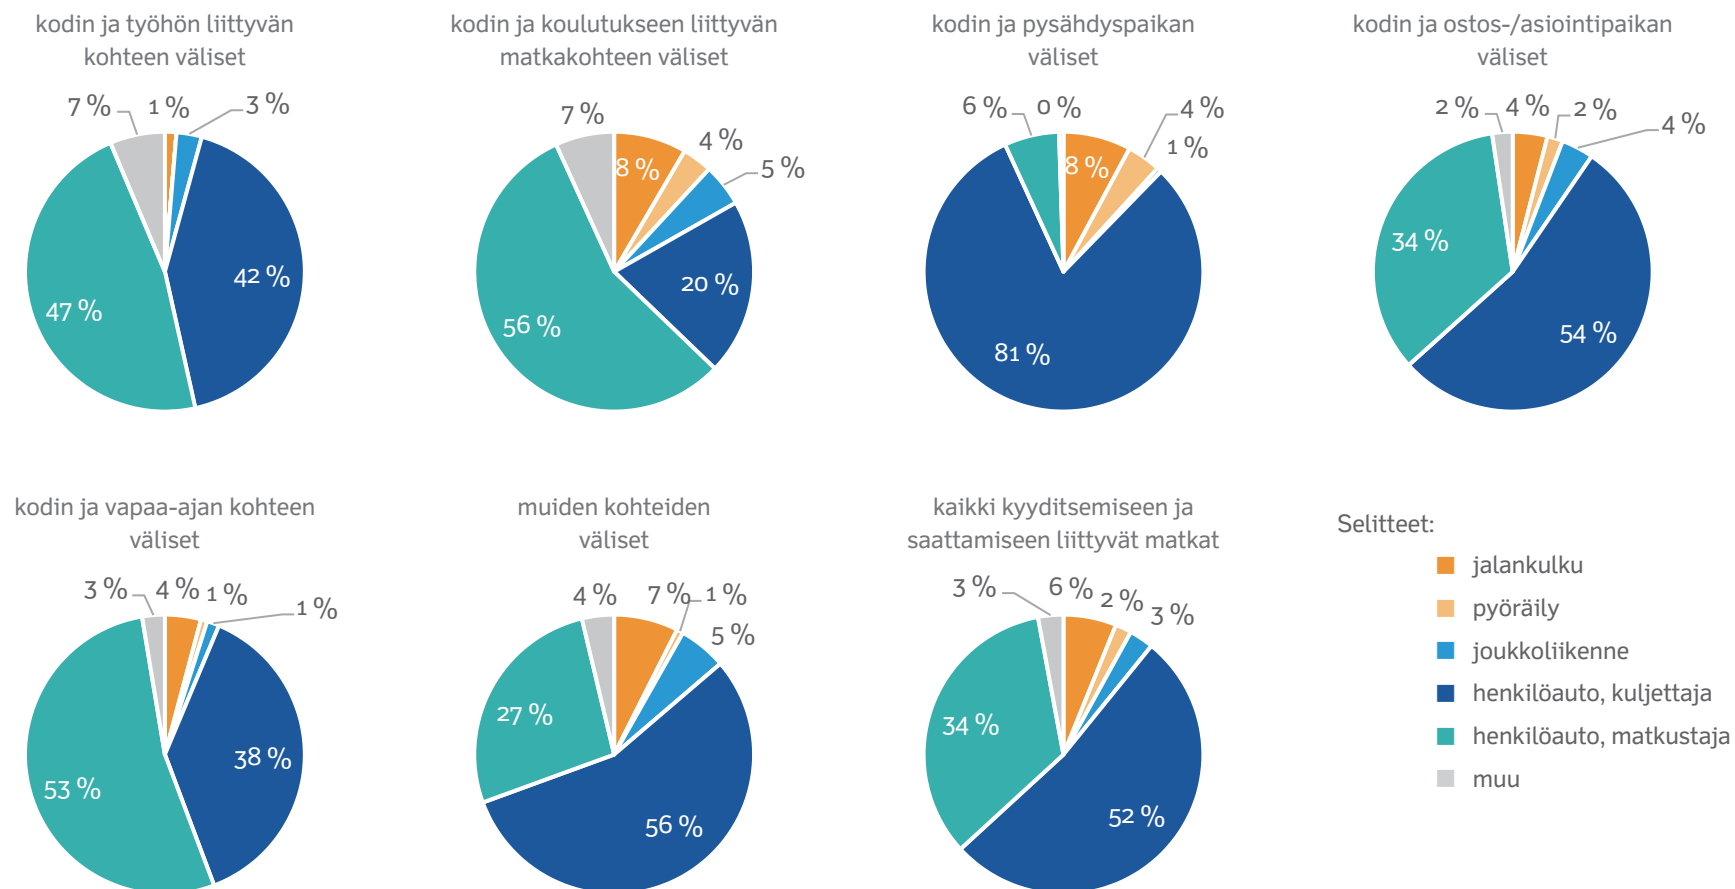 kodin ja työhön liittyvän
kohteen väliset
7 %
1 %
3 %
42 %
47 %
kodin ja koulutukseen liittyvän
matkakohteen väliset
7 %
8 %
4 %
5 %
20 %
56 %
kodin ja pysähdyspaikan
väliset
6 %
0 %
8 %
4 %
1 %
81 %
kodin ja ostos-/asiointipaikan
väliset
2 %
4 %
2 %
4 %
34 %
54 %
kodin ja vapaa-ajan kohteen
väliset
3 %
4 %
1 %
1 %
38 %
53 %
muiden kohteiden
väliset
4 %
7 %
1 %
5 %
27 %
56 %
kaikki kyyditsemiseen ja
saattamiseen liittyvät matkat
3 %
6 %
2 %
3 %
34 %
52 %
Selitteet:
jalankulku
pyöräily
joukkoliikenne
henkilöauto, kuljettaja
henkilöauto, matkustaja
muu